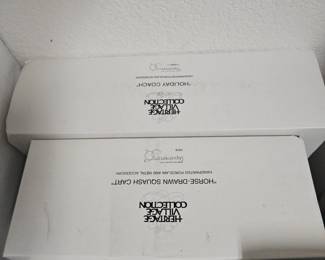 HERITAGE
VILLAGE
COLLECTION
"HOLIDAY COACH"
HERITAGE
VILLAGE
COLLECTION
"HORSE-DRAWN SQUASH CART"
HANDPAINTED PORCELAIN AND METAL ACCESSORY